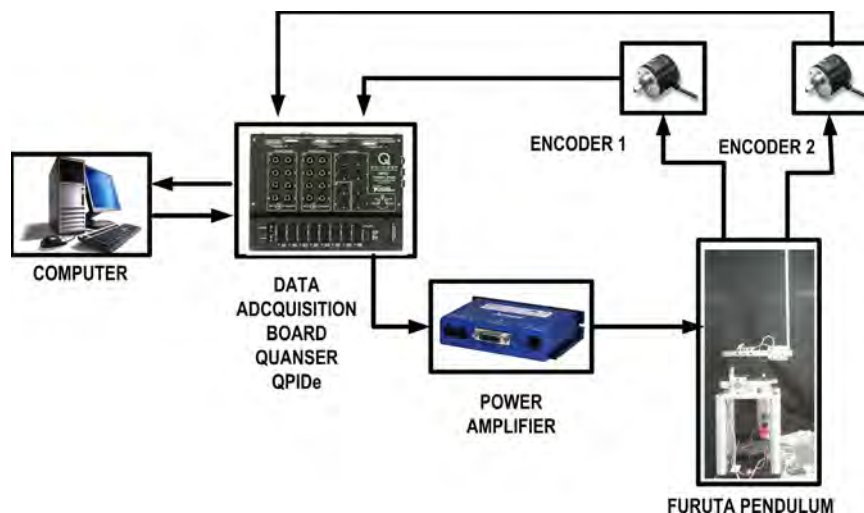 ENCODER 1
ENCODER 2
COMPUTER
DATA
ADCQUISITION
BOARD
QUANSER
QPIDe
POWER
AMPLIFIER
FURUTA PENDULUM